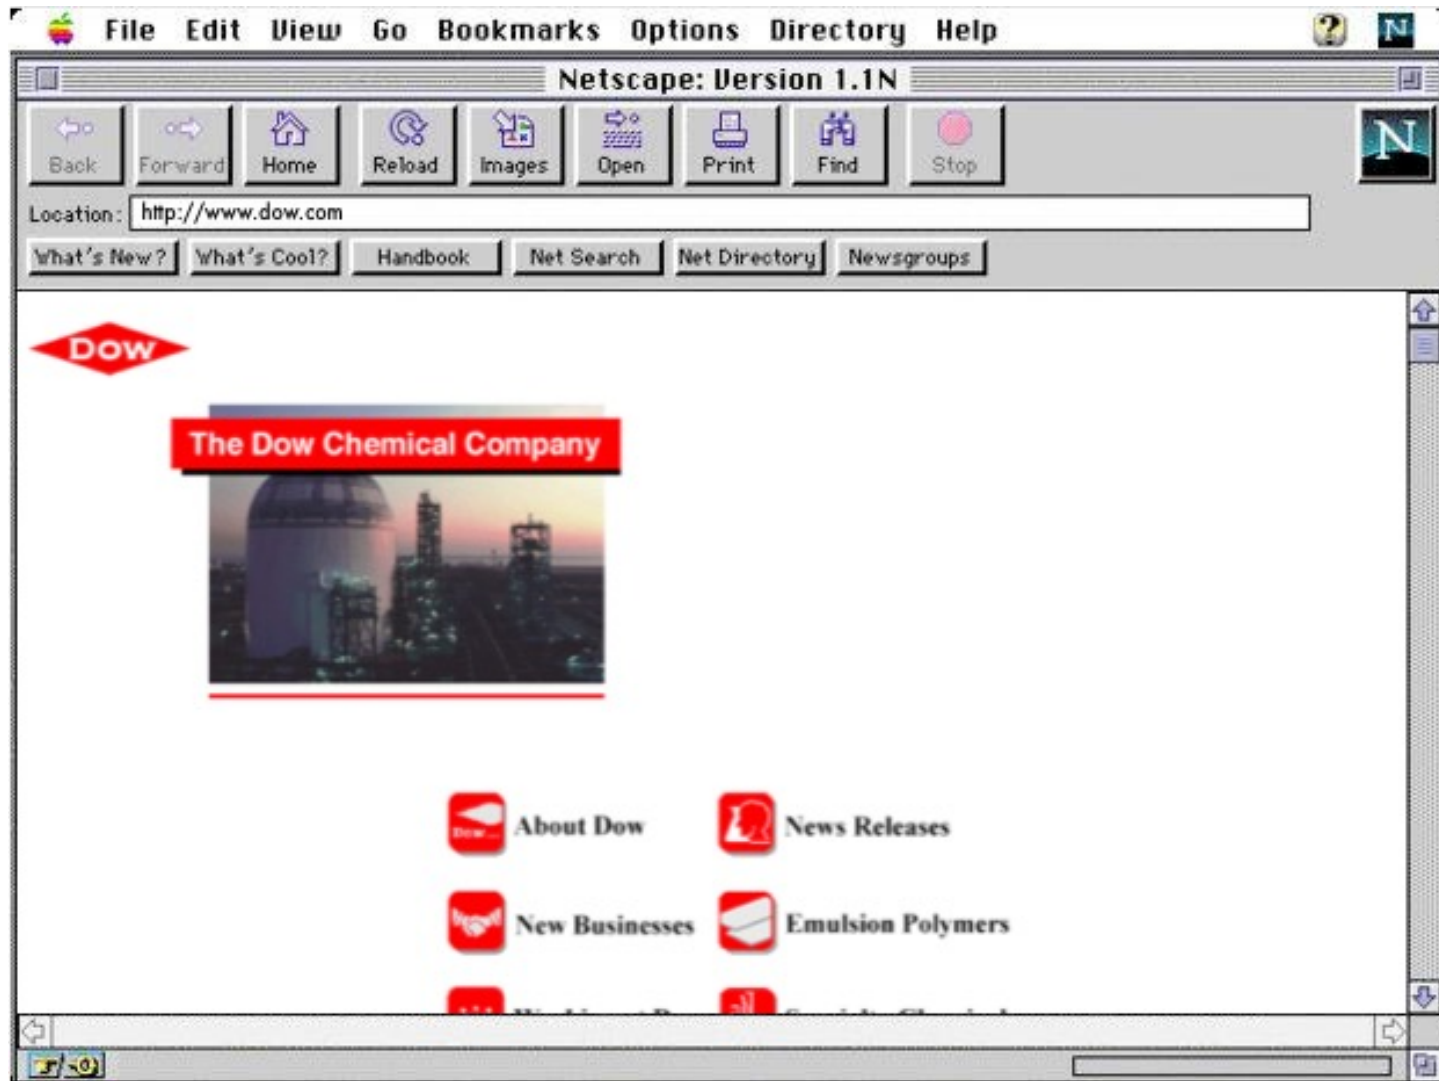 File Edit View Go Bookmarks Options Directory Help
Netscape: Version 1.1N
Back Forward Home Reload Images Open Print Find Stop
N
Location: http://www.dow.com
What's New? What's Cool? Handbook Net Search Net Directory Newsgroups
DOW
The Dow Chemical Company
Dow... About Dow News Releases
New Businesses Emulsion Polymers